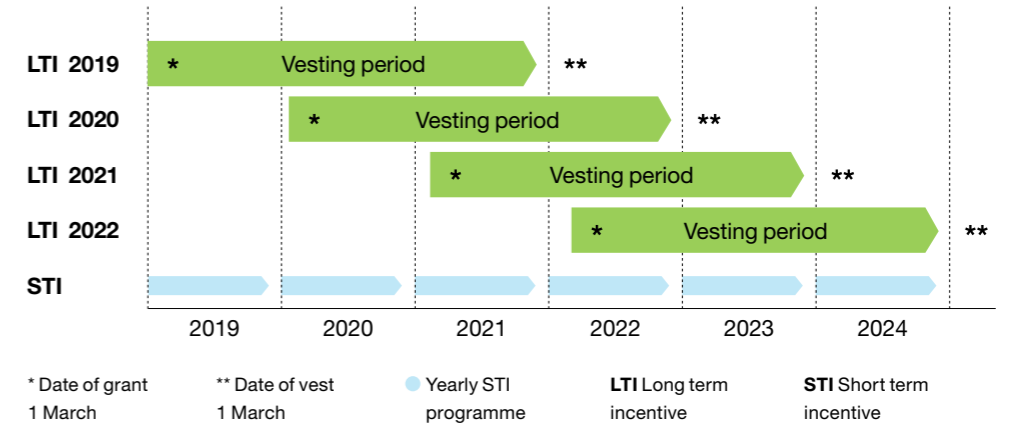 LTI 2019 * Vesting period **
LTI 2020 * Vesting period **
LTI 2021 * Vesting period **
LTI 2022 * Vesting period **
STI
2019 2020 2021 2022 2023 2024
* Date of grant
1 March
** Date of vest
1 March
Yearly STI
programme
LTI Long term
incentive
STI Short term
incentive